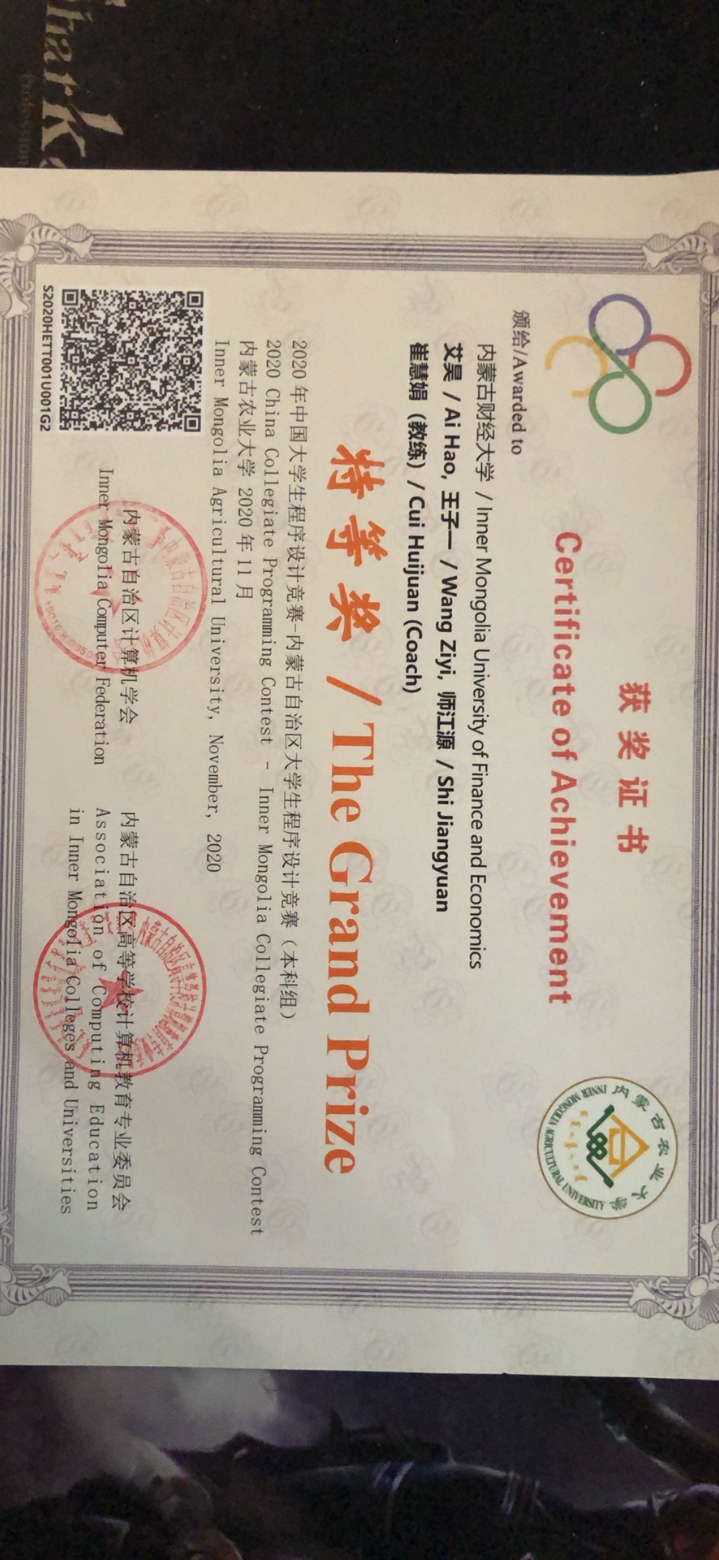 获奖证书
Certificate of Achievement
内蒙古农业大学
INNER MONGOLIA AGRICULTURAL UNIVERSITY
颁给/Awarded to
内蒙古财经大学 / Inner Mongolia University of Finance and Economics
艾昊 / Ai Hao, 王子一 / Wang Ziyi, 师江源 / Shi Jiangyuan
崔慧娟（教练）/ Cui Huijuan (Coach)
特等奖 / The Grand Prize
2020 年中国大学生程序设计竞赛-内蒙古自治区大学生程序设计竞赛（本科组）
2020 China Collegiate Programming Contest - Inner Mongolia Collegiate Programming Contest
内蒙古农业大学 2020 年 11 月
Inner Mongolia Agricultural University, November, 2020
S2020HETT001U001G2
内蒙古自治区计算机学会
Inner Mongolia Computer Federation
内蒙古自治区高等学校计算机教育专业委员会
Association of Computing Education
in Inner Mongolia Colleges and Universities